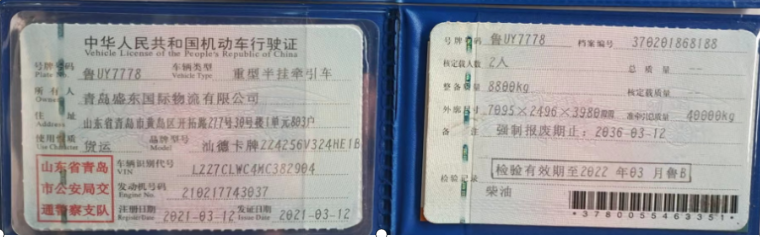 中华人民共和国机动车行驶证
Vehicle License of the People's Republic of China
号牌号码 鲁UY7778 车辆类型 重型半挂牵引车
Plate No. Vehicle Type
所有人 青岛盛东国际物流有限公司
Owner
住址 山东省青岛市黄岛区开拓路277号38号楼1单元803户
Address
使用性质 货运 品牌型号 汕德卡牌ZZ4256V324HE1B
Use Character Model
山东省青岛
市公安局交
通警察支队
车辆识别代号 LZZ7CLWC4MC382904
VIN
发动机号码 210217743037
Engine No.
注册日期 2021-03-12 发证日期 2021-03-12
Register Date Issue Date
号牌号码 鲁UY7778 档案编号 370201868188
核定载人数 2人 总质量 --
整备质量 8800kg 核定载质量 --
外廓尺寸 7095×2496×3980mm 准牵引总质量 40000kg
备注 强制报废期止：2036-03-12
检验记录 检验有效期至2022年03月鲁B
柴油
*3780055463351*